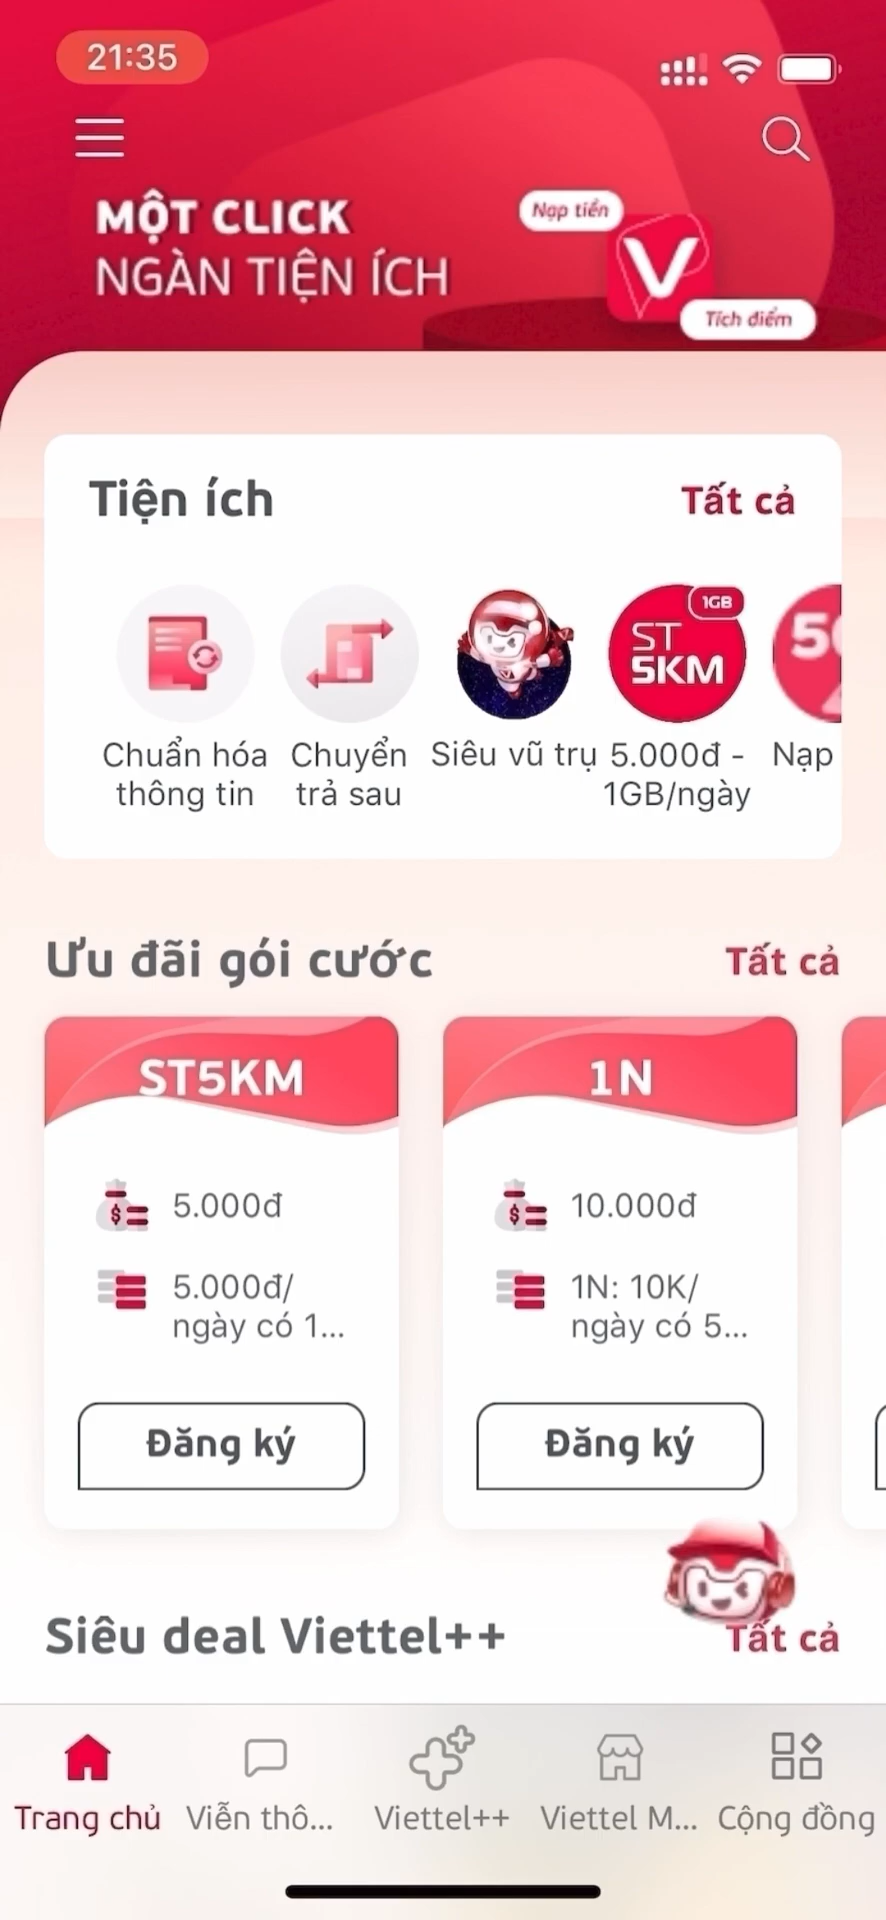 21:35
MỘT CLICK
NGÀN TIỆN ÍCH
Nạp tiền
Tích điểm
Tiện ích
Tất cả
1GB
ST
5KM
Chuẩn hóa
thông tin
Chuyển
trả sau
Siêu vũ trụ
5.000đ -
1GB/ngày
Nạp
Ưu đãi gói cước
Tất cả
ST5KM
5.000đ
5.000đ/
ngày có 1...
Đăng ký
1N
10.000đ
1N: 10K/
ngày có 5...
Đăng ký
Siêu deal Viettel++
Tất cả
Trang chủ
Viễn thô...
Viettel++
Viettel M...
Cộng đồng